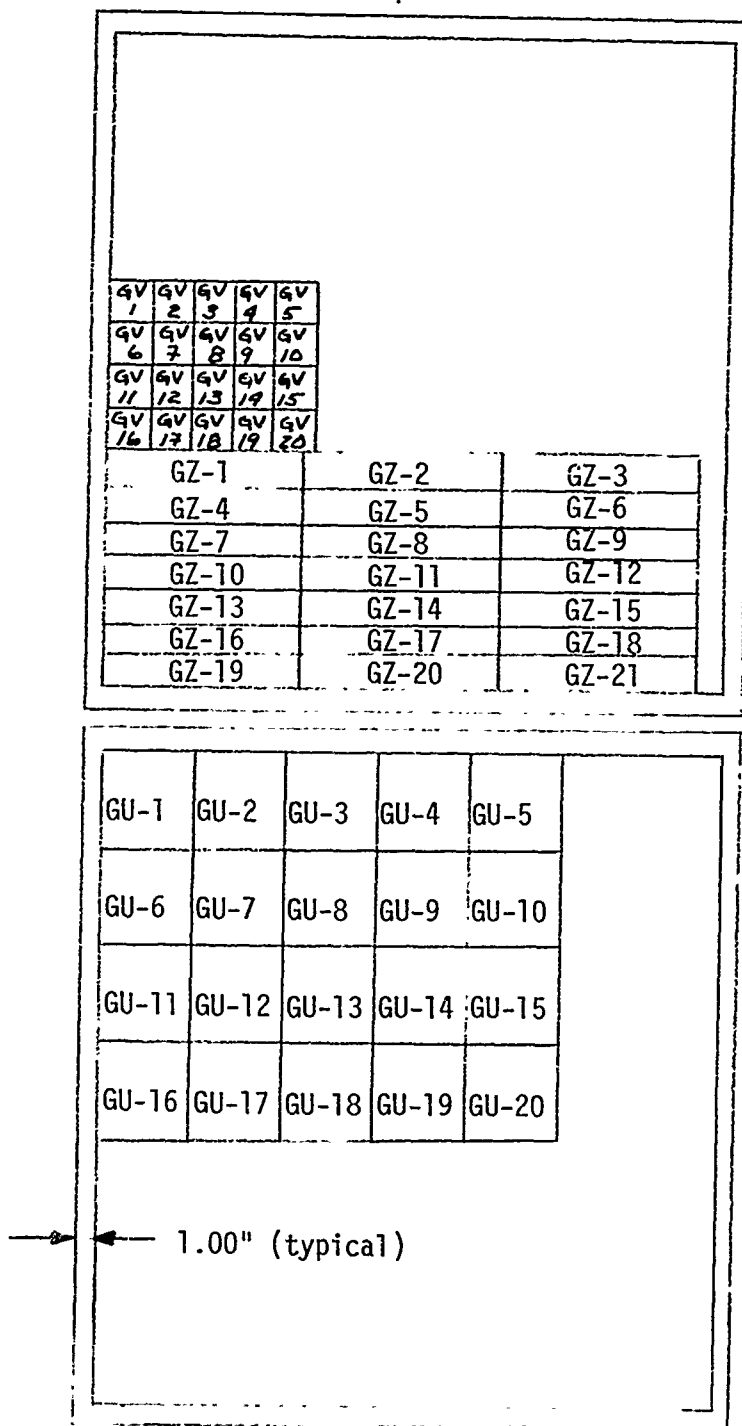 GV GV GV GV GV
1 2 3 4 5
GV GV GV GV GV
6 7 8 9 10
GV GV GV GV GV
11 12 13 14 15
GV GV GV GV GV
16 17 18 19 20
GZ-1 GZ-2 GZ-3
GZ-4 GZ-5 GZ-6
GZ-7 GZ-8 GZ-9
GZ-10 GZ-11 GZ-12
GZ-13 GZ-14 GZ-15
GZ-16 GZ-17 GZ-18
GZ-19 GZ-20 GZ-21
GU-1 GU-2 GU-3 GU-4 GU-5
GU-6 GU-7 GU-8 GU-9 GU-10
GU-11 GU-12 GU-13 GU-14 GU-15
GU-16 GU-17 GU-18 GU-19 GU-20
1.00" (typical)